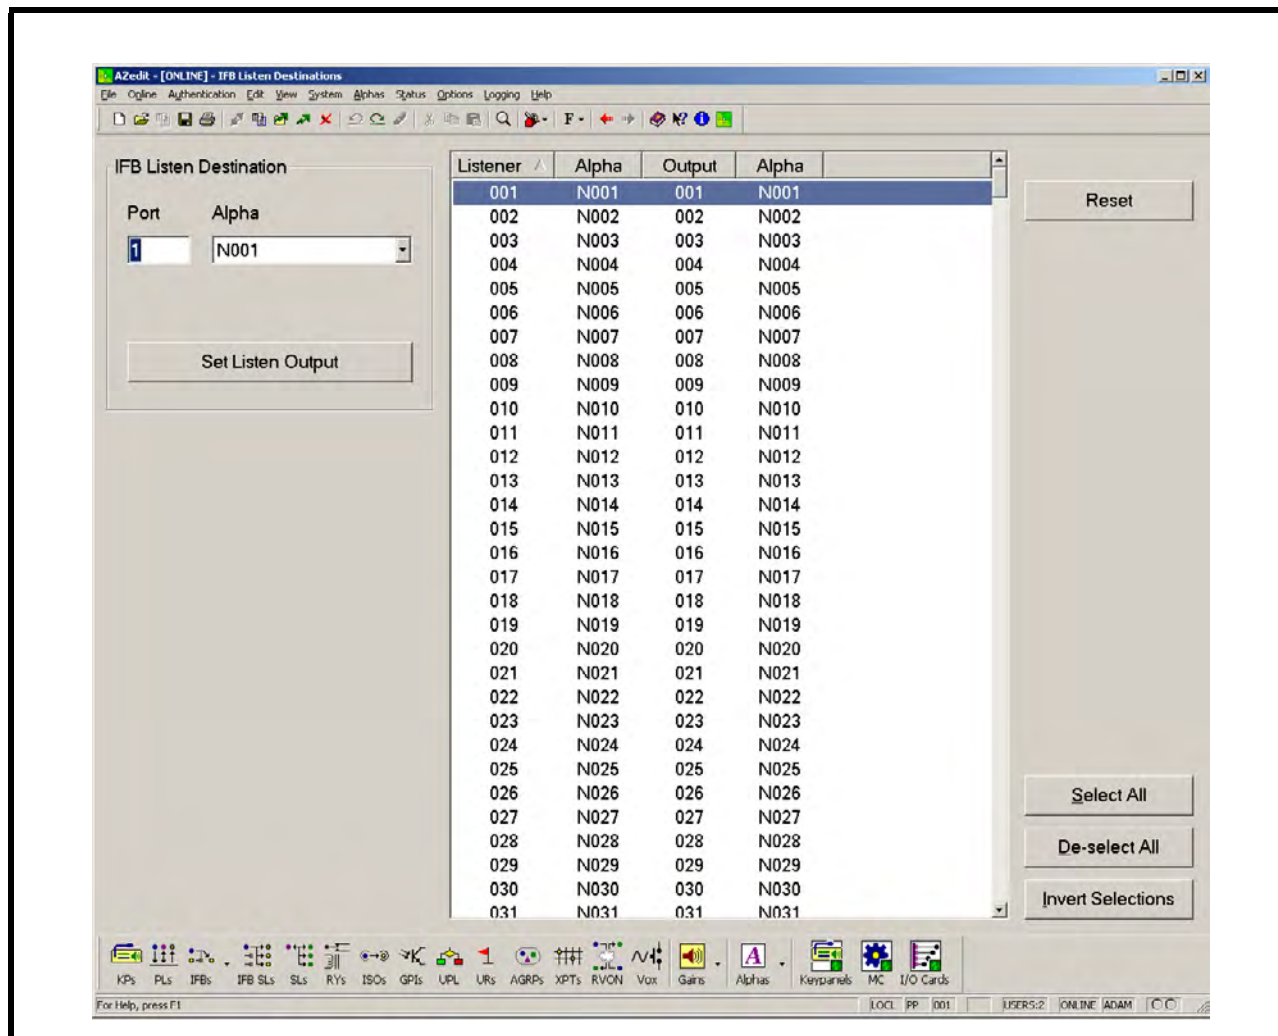 AZedit - [ONLINE] - IFB Listen Destinations
File Online Authentication Edit View System Alphas Status Options Logging Help
IFB Listen Destination
Port Alpha
1 N001
Set Listen Output
Listener Alpha Output Alpha
001 N001 001 N001
002 N002 002 N002
003 N003 003 N003
004 N004 004 N004
005 N005 005 N005
006 N006 006 N006
007 N007 007 N007
008 N008 008 N008
009 N009 009 N009
010 N010 010 N010
011 N011 011 N011
012 N012 012 N012
013 N013 013 N013
014 N014 014 N014
015 N015 015 N015
016 N016 016 N016
017 N017 017 N017
018 N018 018 N018
019 N019 019 N019
020 N020 020 N020
021 N021 021 N021
022 N022 022 N022
023 N023 023 N023
024 N024 024 N024
025 N025 025 N025
026 N026 026 N026
027 N027 027 N027
028 N028 028 N028
029 N029 029 N029
030 N030 030 N030
031 N031 031 N031
Reset
Select All
De-select All
Invert Selections
KPs PLs IFBs IFB SLs SLs RYs ISOs GPIs UPL URs AGRPs XPTs RVON Vox Gains Alphas Keypanels MC I/O Cards
For Help, press F1 LOCL PP 001 USERS:2 ONLINE ADAM